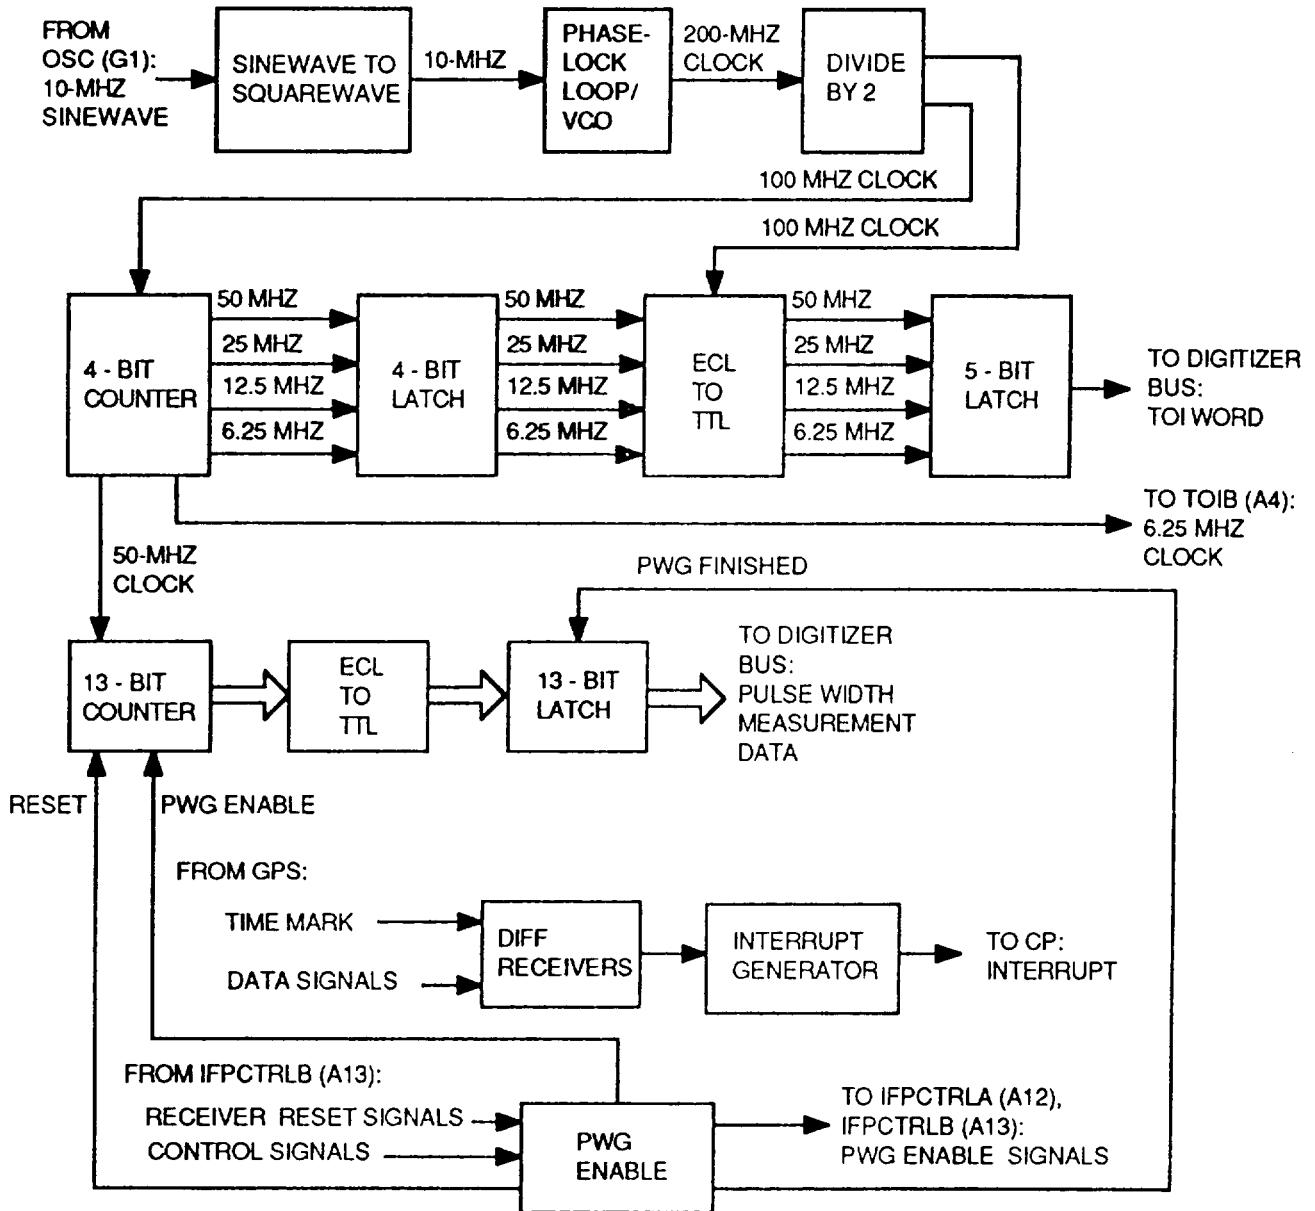 FROM
OSC (G1):
10-MHZ
SINEWAVE
SINEWAVE TO
SQUAREWAVE
10-MHZ
PHASE-
LOCK
LOOP/
VCO
200-MHZ
CLOCK
DIVIDE
BY 2
100 MHZ CLOCK
100 MHZ CLOCK
4 - BIT
COUNTER
50 MHZ
25 MHZ
12.5 MHZ
6.25 MHZ
4 - BIT
LATCH
50 MHZ
25 MHZ
12.5 MHZ
6.25 MHZ
ECL
TO
TTL
50 MHZ
25 MHZ
12.5 MHZ
6.25 MHZ
5 - BIT
LATCH
TO DIGITIZER
BUS:
TOI WORD
TO TOIB (A4):
6.25 MHZ
CLOCK
50-MHZ
CLOCK
PWG FINISHED
13 - BIT
COUNTER
ECL
TO
TTL
13 - BIT
LATCH
TO DIGITIZER
BUS:
PULSE WIDTH
MEASUREMENT
DATA
RESET
PWG ENABLE
FROM GPS:
TIME MARK
DATA SIGNALS
DIFF
RECEIVERS
INTERRUPT
GENERATOR
TO CP:
INTERRUPT
FROM IFPCTRLB (A13):
RECEIVER RESET SIGNALS
CONTROL SIGNALS
PWG
ENABLE
TO IFPCTRLA (A12),
IFPCTRLB (A13):
PWG ENABLE SIGNALS